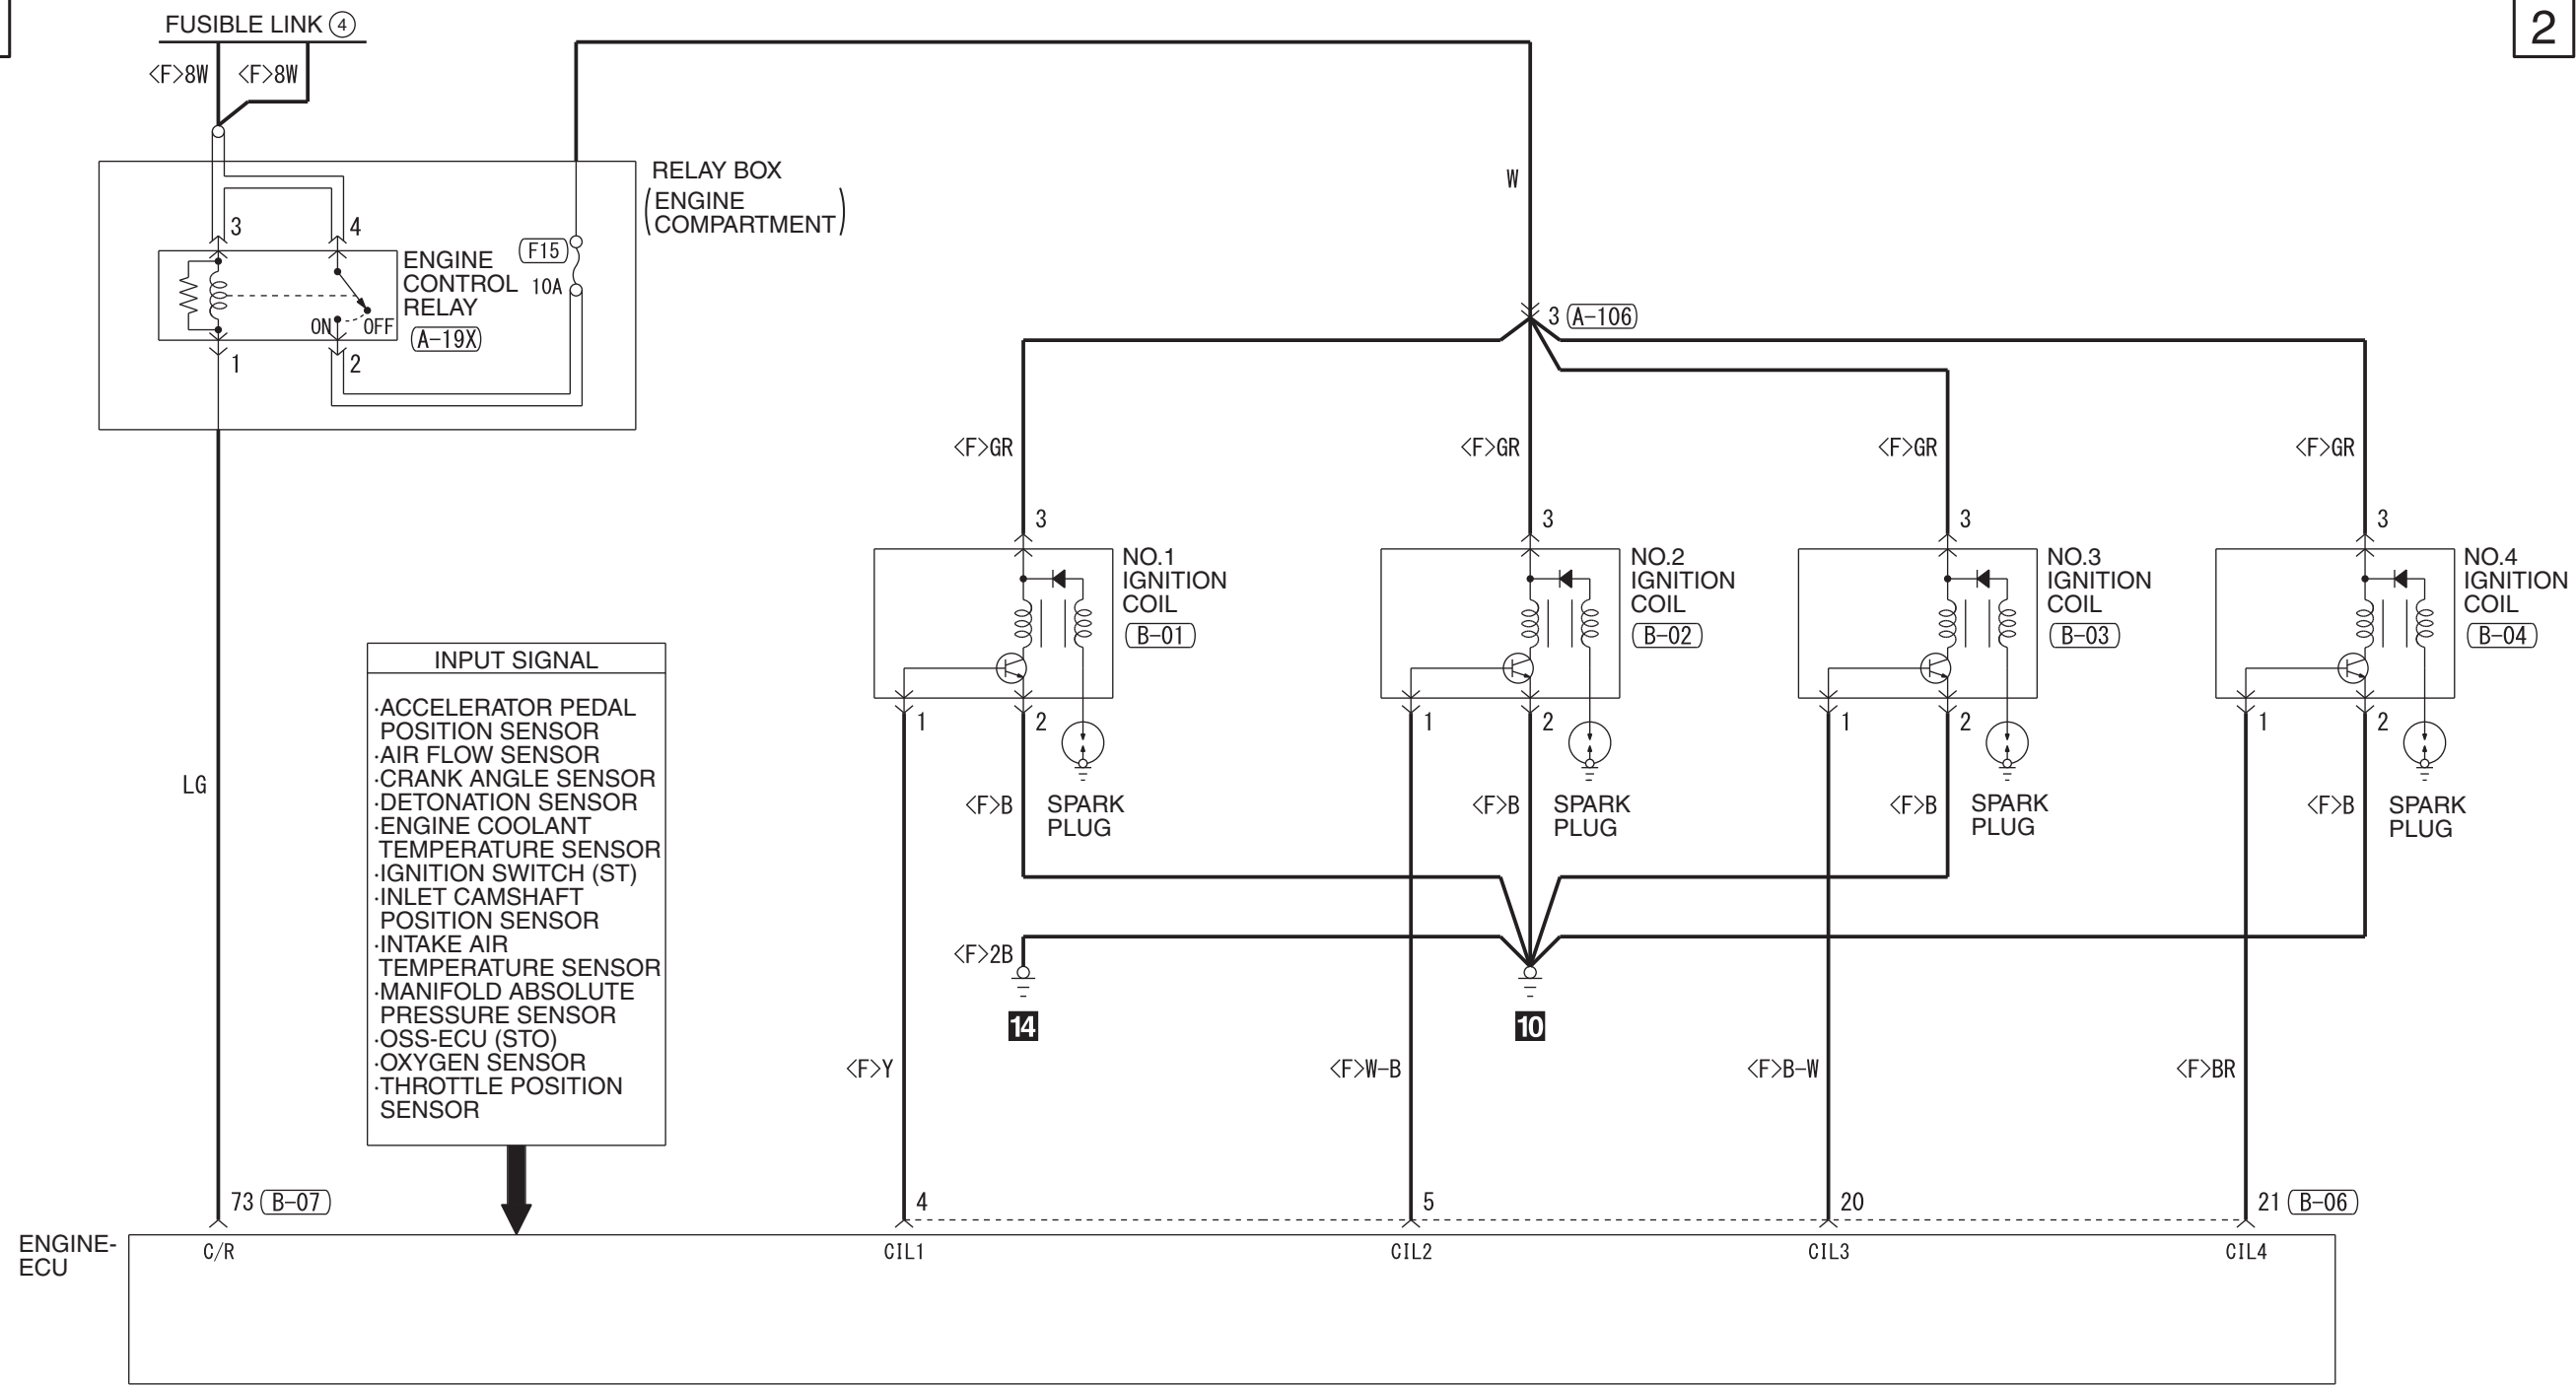 2
FUSIBLE LINK 4
<F>8W <F>8W
RELAY BOX
(ENGINE
COMPARTMENT)
W
3 4
F15
10A
ENGINE
CONTROL
RELAY
ON OFF
A-19X
1 2
3 A-106
<F>GR <F>GR <F>GR <F>GR
3 3 3 3
NO.1
IGNITION
COIL
B-01
NO.2
IGNITION
COIL
B-02
NO.3
IGNITION
COIL
B-03
NO.4
IGNITION
COIL
B-04
1 2 1 2 1 2 1 2
LG
INPUT SIGNAL
·ACCELERATOR PEDAL
POSITION SENSOR
·AIR FLOW SENSOR
·CRANK ANGLE SENSOR
·DETONATION SENSOR
·ENGINE COOLANT
TEMPERATURE SENSOR
·IGNITION SWITCH (ST)
·INLET CAMSHAFT
POSITION SENSOR
·INTAKE AIR
TEMPERATURE SENSOR
·MANIFOLD ABSOLUTE
PRESSURE SENSOR
·OSS-ECU (STO)
·OXYGEN SENSOR
·THROTTLE POSITION
SENSOR
<F>B
SPARK
PLUG
<F>B
SPARK
PLUG
<F>B
SPARK
PLUG
<F>B
SPARK
PLUG
<F>2B
14
10
<F>Y <F>W-B <F>B-W <F>BR
73 B-07
4 5 20 21 B-06
ENGINE-
ECU
C/R CIL1 CIL2 CIL3 CIL4